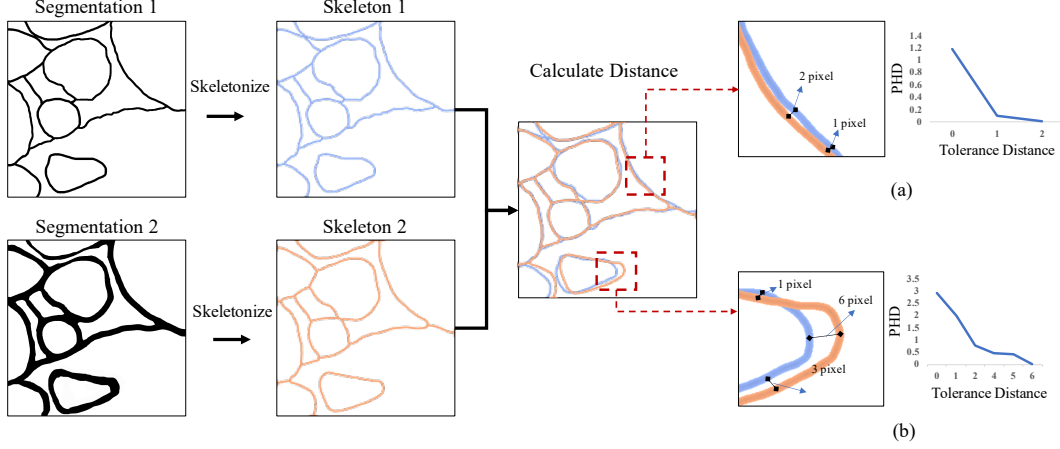 Segmentation 1
Skeletonize
Skeleton 1
Segmentation 2
Skeletonize
Skeleton 2
Calculate Distance
2 pixel
1 pixel
PHD
1.4
1.2
1
0.8
0.6
0.4
0.2
0
0 1 2
Tolerance Distance
(a)
1 pixel
6 pixel
3 pixel
PHD
3.5
3
2.5
2
1.5
1
0.5
0
0 1 2 4 5 6
Tolerance Distance
(b)